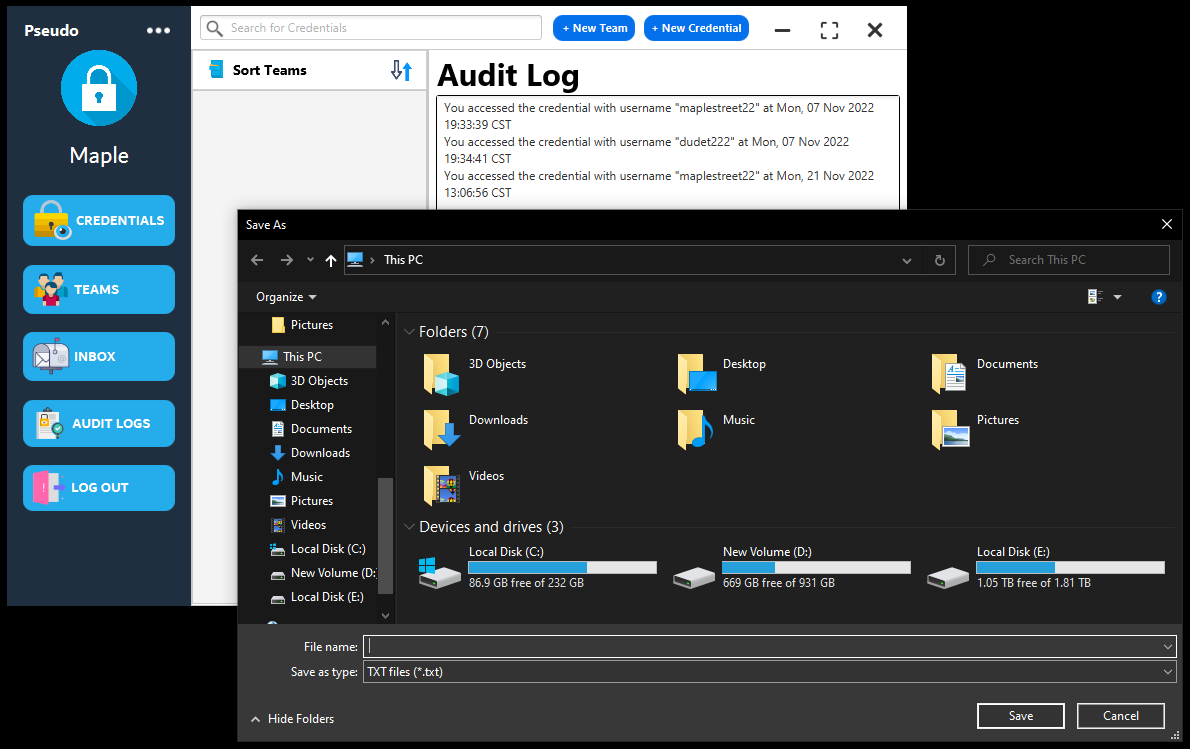 Pseudo
Maple
CREDENTIALS
TEAMS
INBOX
AUDIT LOGS
LOG OUT
Search for Credentials
+ New Team
+ New Credential
Sort Teams
Audit Log
You accessed the credential with username "maplestreet22" at Mon, 07 Nov 2022
19:33:39 CST
You accessed the credential with username "dudet222" at Mon, 07 Nov 2022
19:34:41 CST
You accessed the credential with username "maplestreet22" at Mon, 21 Nov 2022
13:06:56 CST
Save As
This PC
Search This PC
Organize
Pictures
This PC
3D Objects
Desktop
Documents
Downloads
Music
Pictures
Videos
Local Disk (C:)
New Volume (D:
Local Disk (E:)
Folders (7)
3D Objects
Desktop
Documents
Downloads
Music
Pictures
Videos
Devices and drives (3)
Local Disk (C:)
86.9 GB free of 232 GB
New Volume (D:)
669 GB free of 931 GB
Local Disk (E:)
1.05 TB free of 1.81 TB
File name:
Save as type: TXT files (*.txt)
Hide Folders
Save
Cancel